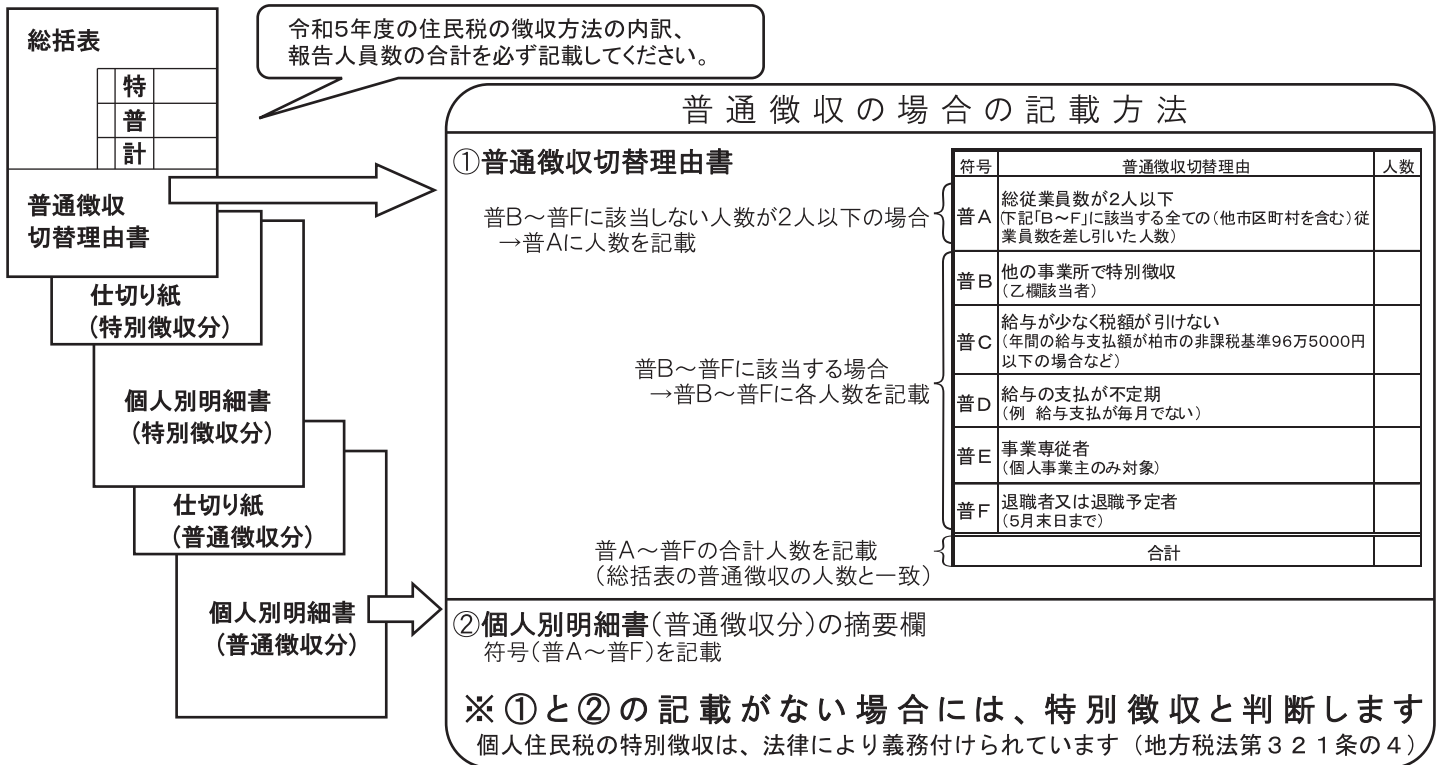 総括表
特
普
計
普通徴収
切替理由書
仕切り紙
(特別徴収分)
個人別明細書
(特別徴収分)
仕切り紙
(普通徴収分)
個人別明細書
(普通徴収分)
令和5年度の住民税の徴収方法の内訳、
報告人員数の合計を必ず記載してください。
普通徴収の場合の記載方法
①普通徴収切替理由書
普B~普Fに該当しない人数が2人以下の場合
→普Aに人数を記載
普B~普Fに該当する場合
→普B~普Fに各人数を記載
普A~普Fの合計人数を記載
(総括表の普通徴収の人数と一致)
符号 普通徴収切替理由 人数
普A 総従業員数が2人以下
(下記「B~F」に該当する全ての(他市区町村を含む)従
業員数を差し引いた人数)
普B 他の事業所で特別徴収
(乙欄該当者)
普C 給与が少なく税額が引けない
(年間の給与支払額が柏市の非課税基準96万5000円
以下の場合など)
普D 給与の支払が不定期
(例 給与支払が毎月でない)
普E 事業専従者
(個人事業主のみ対象)
普F 退職者又は退職予定者
(5月末日まで)
合計
②個人別明細書(普通徴収分)の摘要欄
符号(普A~普F)を記載
※①と②の記載がない場合には、特別徴収と判断します
個人住民税の特別徴収は、法律により義務付けられています(地方税法第321条の4)